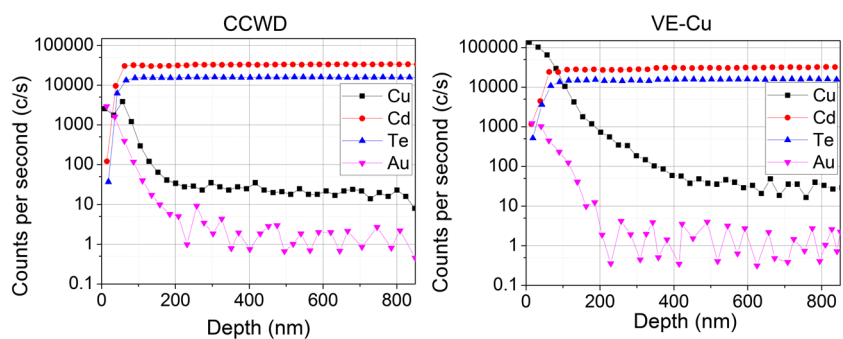 CCWD
100000
10000
1000
100
10
1
0.1
Counts per second (c/s)
Cu
Cd
Te
Au
0
200
400
600
800
Depth (nm)
VE-Cu
100000
10000
1000
100
10
1
0.1
Counts per second (c/s)
Cu
Cd
Te
Au
0
200
400
600
800
Depth (nm)